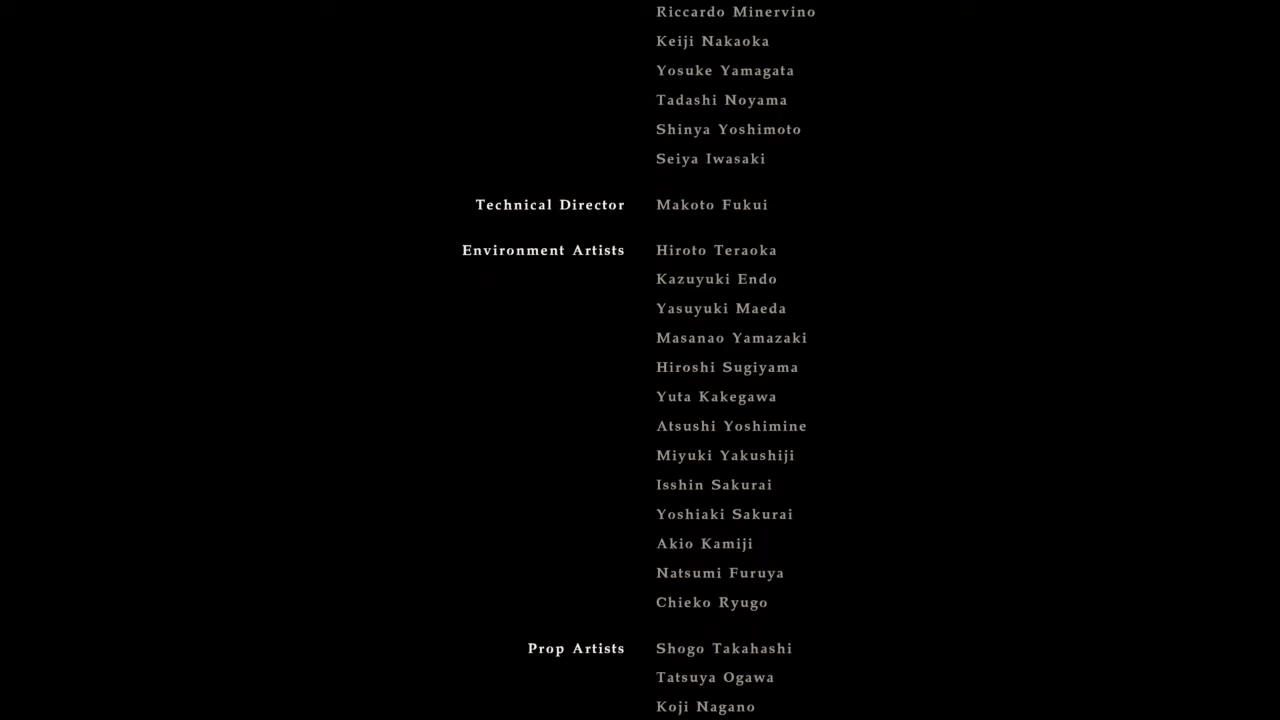 Riccardo Minervino
Keiji Nakaoka
Yosuke Yamagata
Tadashi Noyama
Shinya Yoshimoto
Seiya Iwasaki
Technical Director Makoto Fukui
Environment Artists Hiroto Teraoka
Kazuyuki Endo
Yasuyuki Maeda
Masanao Yamazaki
Hiroshi Sugiyama
Yuta Kakegawa
Atsushi Yoshimine
Miyuki Yakushiji
Isshin Sakurai
Yoshiaki Sakurai
Akio Kamiji
Natsumi Furuya
Chieko Ryugo
Prop Artists Shogo Takahashi
Tatsuya Ogawa
Koji Nagano